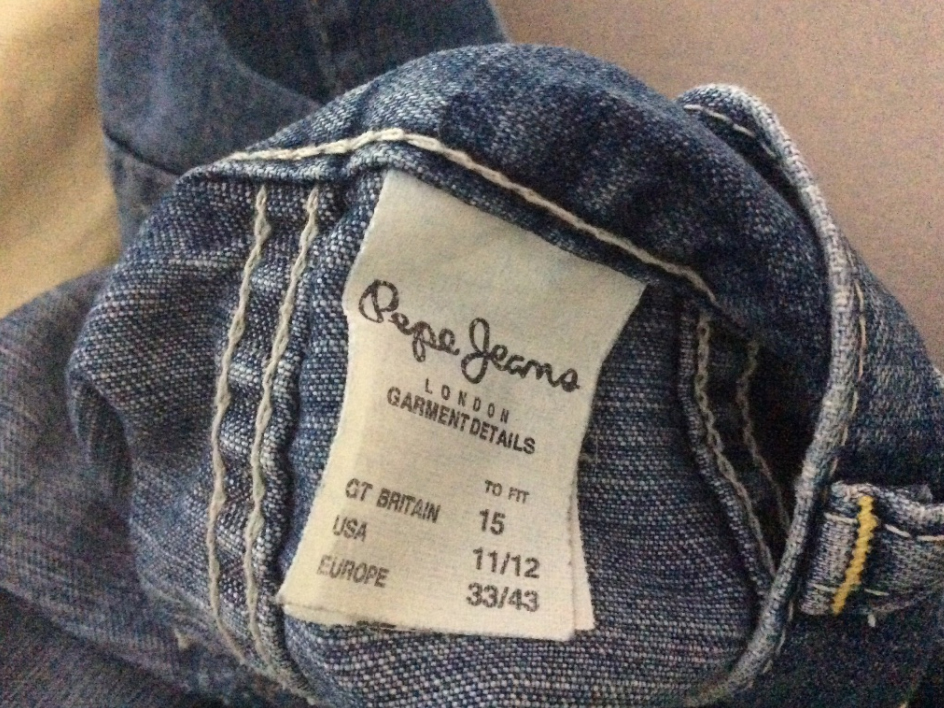 Pepe Jeans
LONDON
GARMENT DETAILS
TO FIT
GT BRITAIN 15
USA 11/12
EUROPE 33/43